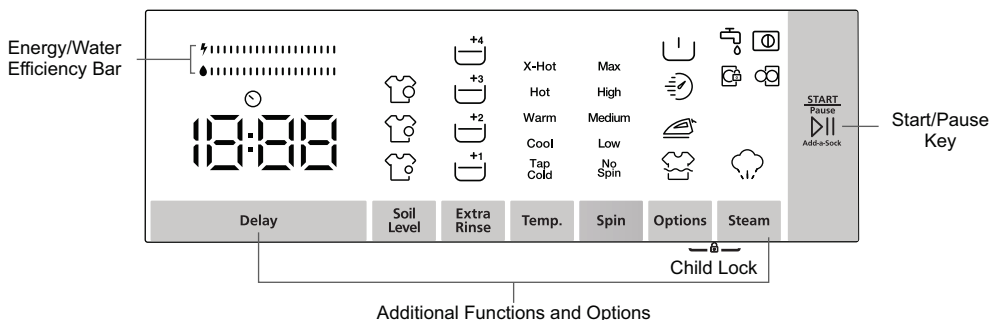 Energy/Water
Efficiency Bar
18:88
+4
+3
+2
+1
X-Hot
Hot
Warm
Cool
Tap
Cold
Max
High
Medium
Low
No
Spin
START
Pause
Add-a-Sock
Start/Pause
Key
Delay
Soil
Level
Extra
Rinse
Temp.
Spin
Options
Steam
Child Lock
Additional Functions and Options